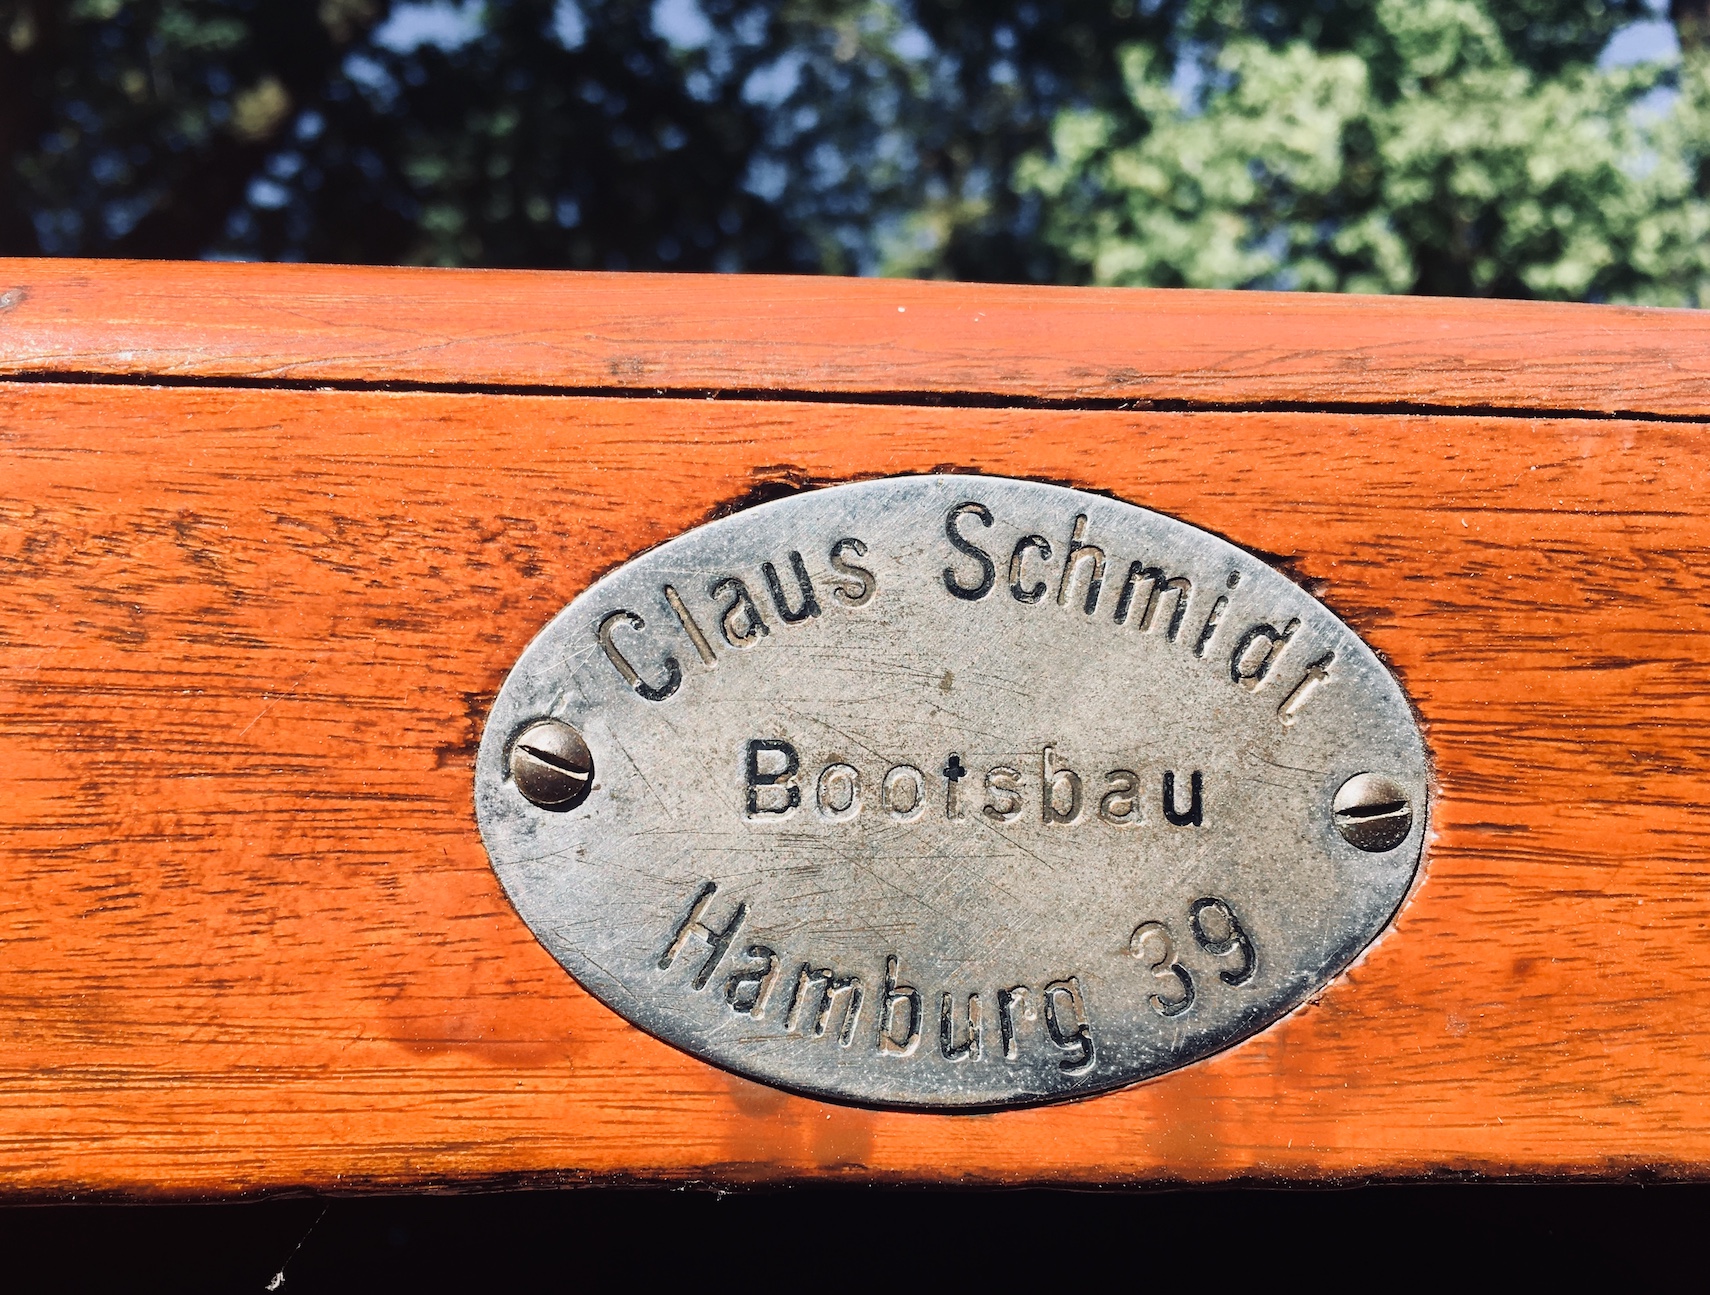 Claus Schmidt
Bootsbau
Hamburg 39